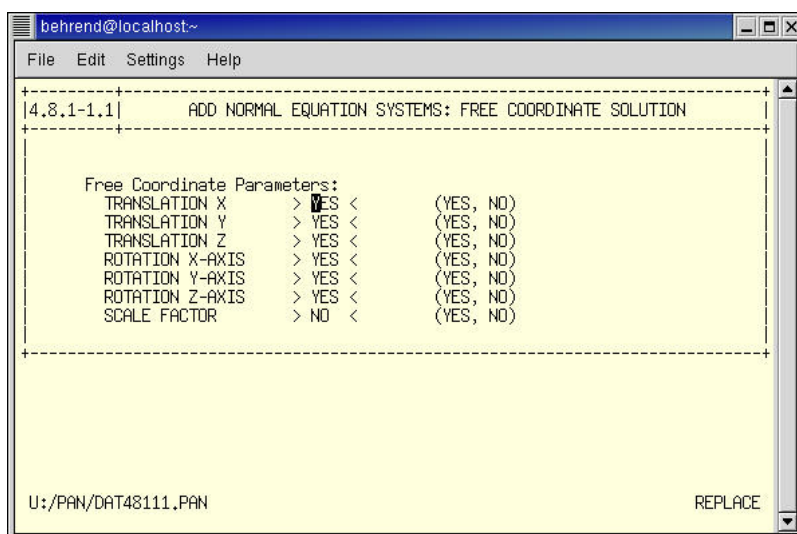 behrend@localhost:~
File Edit Settings Help
4.8.1-1.1| ADD NORMAL EQUATION SYSTEMS: FREE COORDINATE SOLUTION
Free Coordinate Parameters:
TRANSLATION X > YES < (YES, NO)
TRANSLATION Y > YES < (YES, NO)
TRANSLATION Z > YES < (YES, NO)
ROTATION X-AXIS > YES < (YES, NO)
ROTATION Y-AXIS > YES < (YES, NO)
ROTATION Z-AXIS > YES < (YES, NO)
SCALE FACTOR > NO < (YES, NO)
U:/PAN/DAT48111.PAN REPLACE